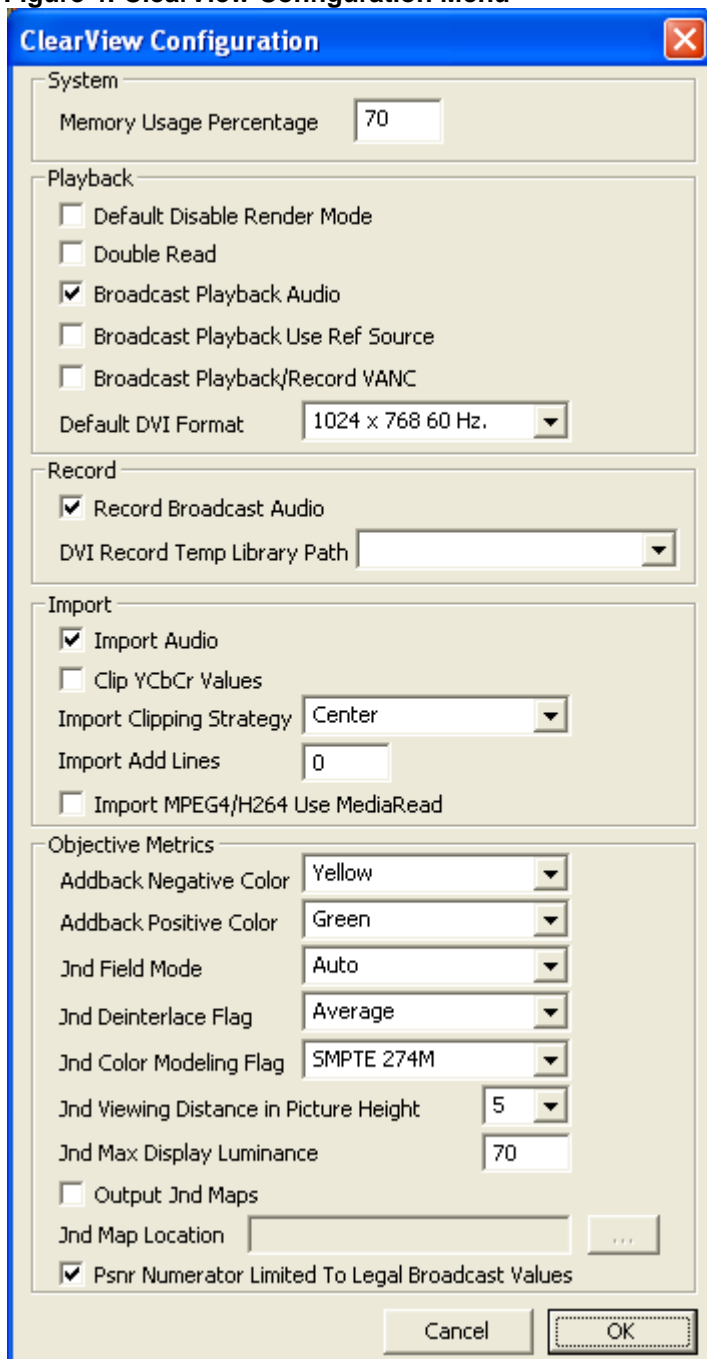 Figure 4: ClearView Configuration Menu
ClearView Configuration
System
Memory Usage Percentage 70
Playback
Default Disable Render Mode
Double Read
Broadcast Playback Audio
Broadcast Playback Use Ref Source
Broadcast Playback/Record VANC
Default DVI Format 1024 x 768 60 Hz.
Record
Record Broadcast Audio
DVI Record Temp Library Path
Import
Import Audio
Clip YCbCr Values
Import Clipping Strategy Center
Import Add Lines 0
Import MPEG4/H264 Use MediaRead
Objective Metrics
Addback Negative Color Yellow
Addback Positive Color Green
Jnd Field Mode Auto
Jnd Deinterlace Flag Average
Jnd Color Modeling Flag SMPTE 274M
Jnd Viewing Distance in Picture Height 5
Jnd Max Display Luminance 70
Output Jnd Maps
Jnd Map Location ...
Psnr Numerator Limited To Legal Broadcast Values
Cancel OK